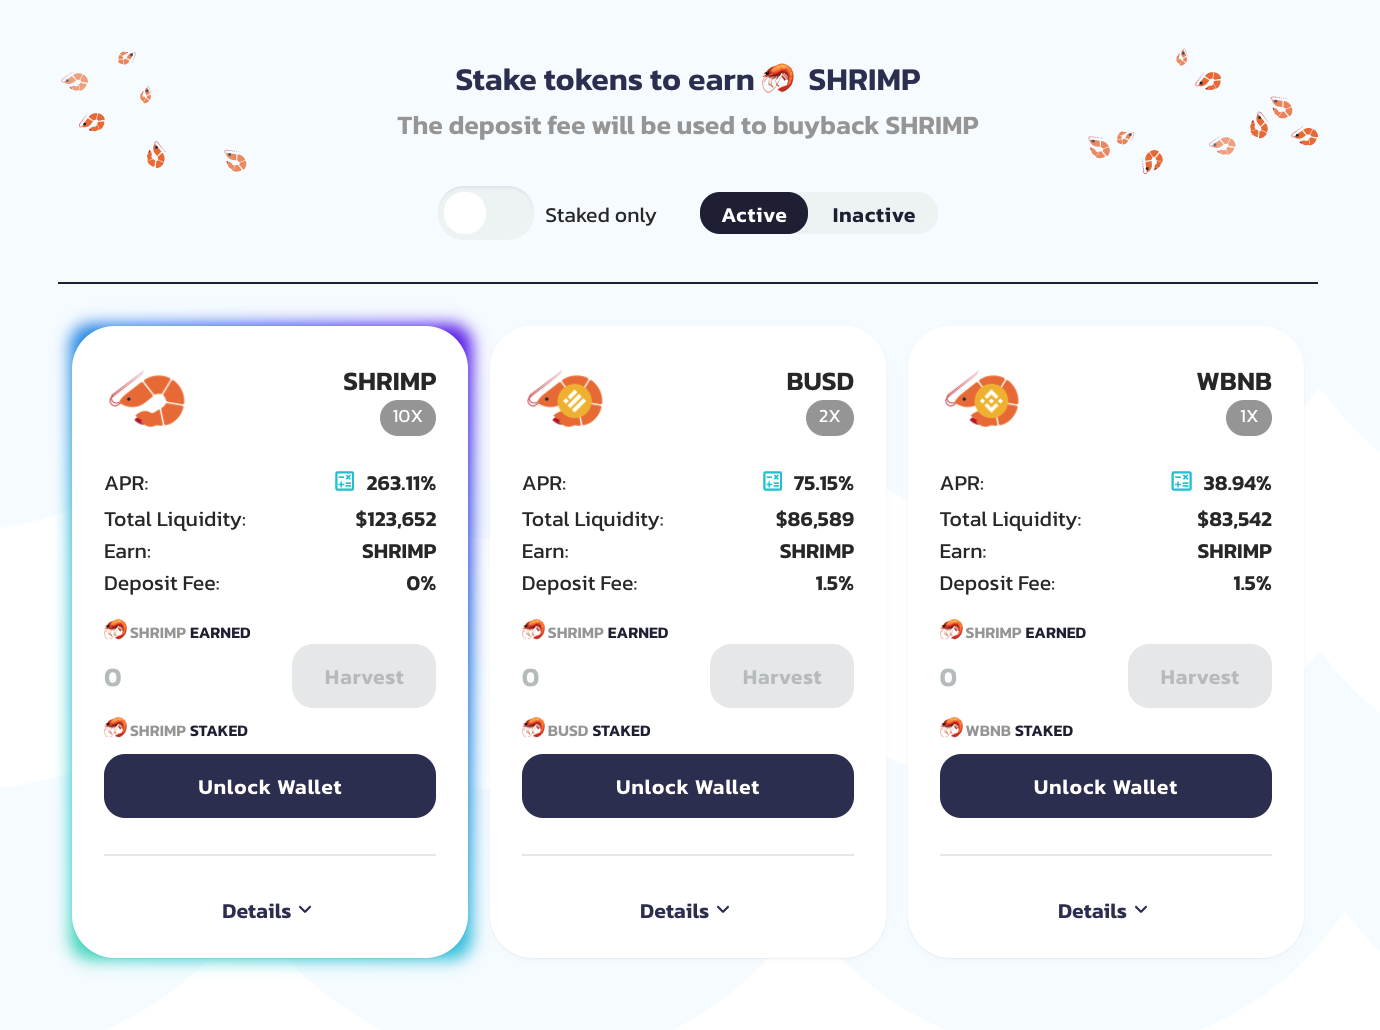 Stake tokens to earn SHRIMP
The deposit fee will be used to buyback SHRIMP
Staked only
Active Inactive
SHRIMP
10X
APR: 263.11%
Total Liquidity: $123,652
Earn: SHRIMP
Deposit Fee: 0%
SHRIMP EARNED
0 Harvest
SHRIMP STAKED
Unlock Wallet
Details
BUSD
2X
APR: 75.15%
Total Liquidity: $86,589
Earn: SHRIMP
Deposit Fee: 1.5%
SHRIMP EARNED
0 Harvest
BUSD STAKED
Unlock Wallet
Details
WBNB
1X
APR: 38.94%
Total Liquidity: $83,542
Earn: SHRIMP
Deposit Fee: 1.5%
SHRIMP EARNED
0 Harvest
WBNB STAKED
Unlock Wallet
Details